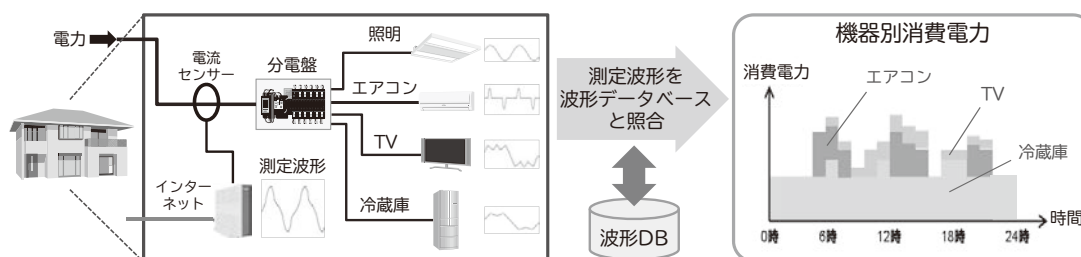 電力
電流
センサー
分電盤
照明
エアコン
TV
冷蔵庫
測定波形
インター
ネット
測定波形を
波形データベース
と照合
波形DB
機器別消費電力
消費電力
エアコン
TV
冷蔵庫
時間
0時
6時
12時
18時
24時